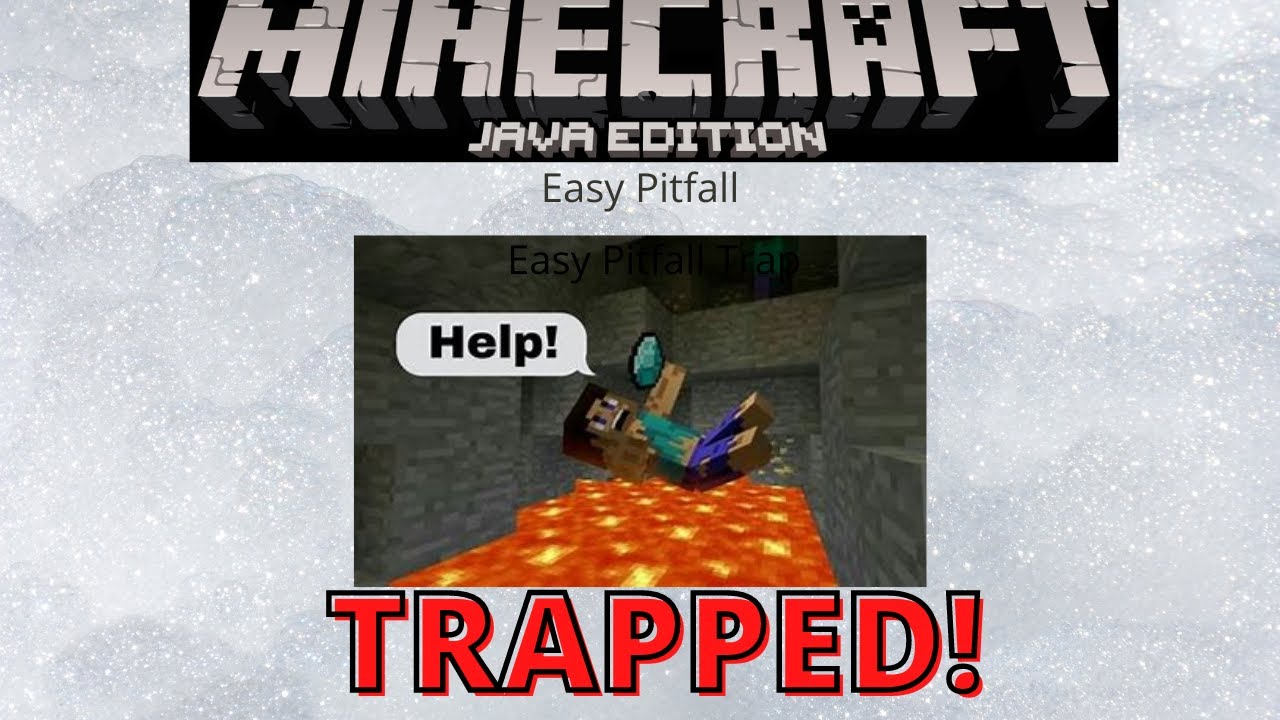 MINECRAFT
JAVA EDITION
Easy Pitfall
Easy Pitfall Trap
Help!
TRAPPED!